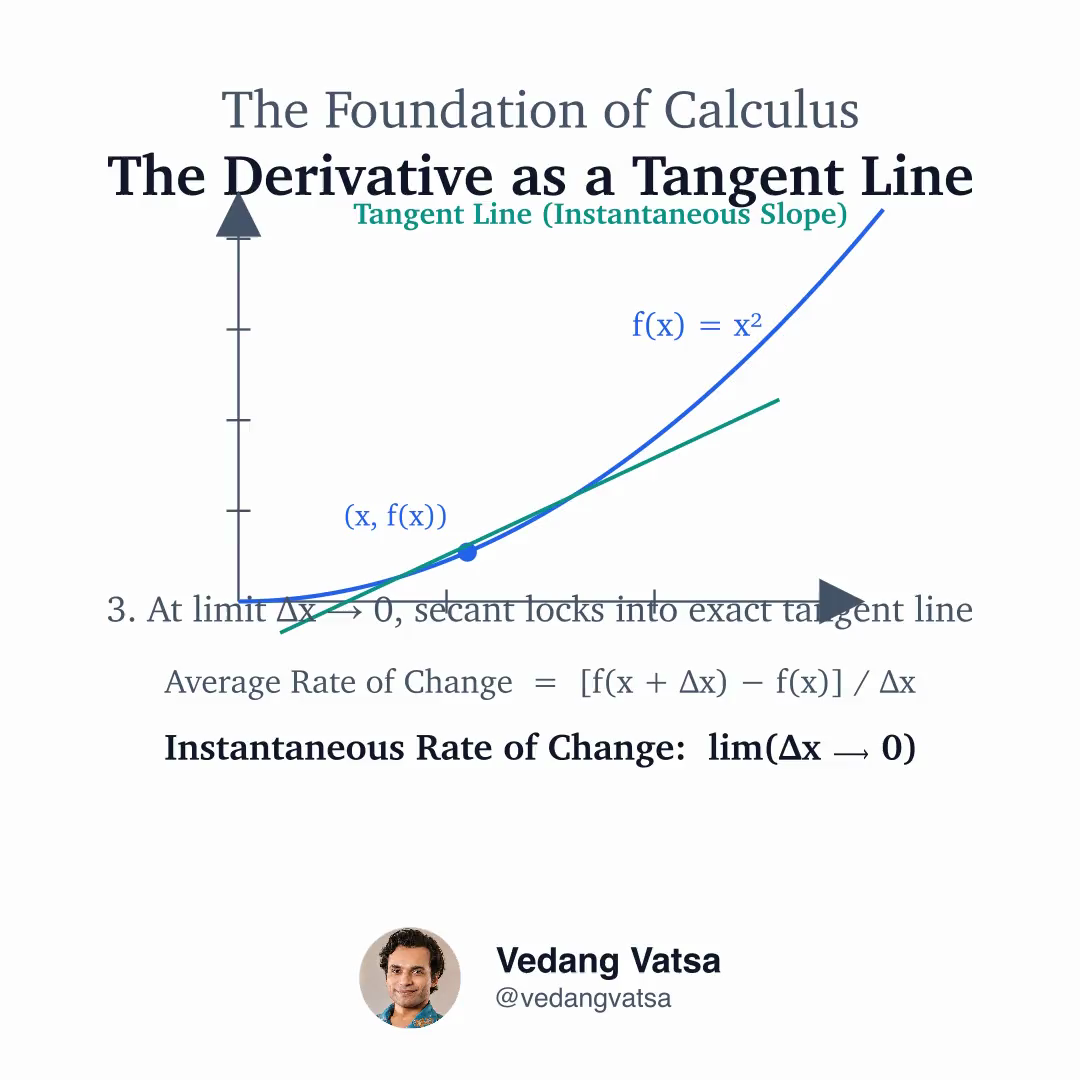 The Foundation of Calculus
The Derivative as a Tangent Line
Tangent Line (Instantaneous Slope)
f(x) = x²
(x, f(x))
3. At limit Δx → 0, secant locks into exact tangent line
Average Rate of Change = [f(x + Δx) − f(x)] / Δx
Instantaneous Rate of Change: lim(Δx → 0)
Vedang Vatsa
@vedangvatsa